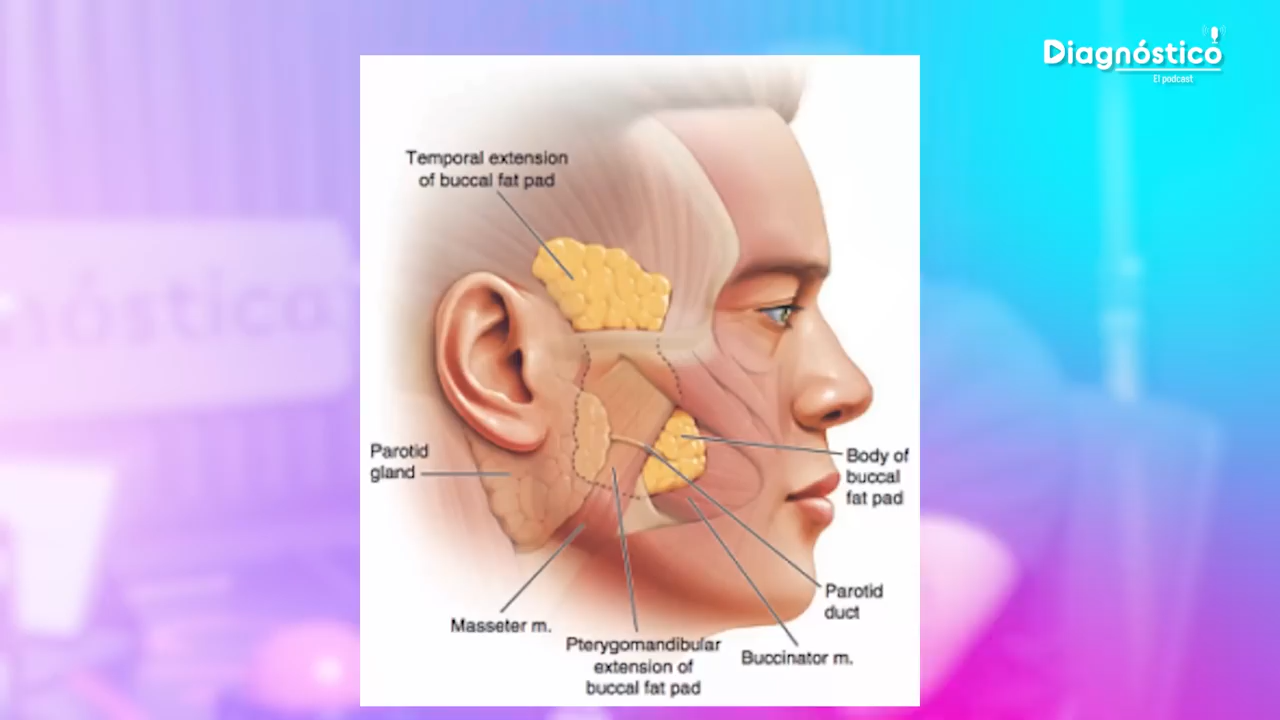 Diagnóstico
El podcast
Temporal extension
of buccal fat pad
Parotid
gland
Body of
buccal
fat pad
Parotid
duct
Masseter m.
Pterygomandibular
extension of
buccal fat pad
Buccinator m.
nóstico